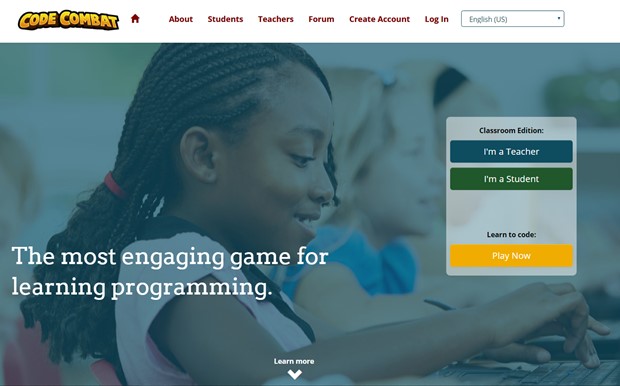 CODE COMBAT
About
Students
Teachers
Forum
Create Account
Log In
English (US)
Classroom Edition:
I'm a Teacher
I'm a Student
Learn to code:
Play Now
The most engaging game for
learning programming.
Learn more